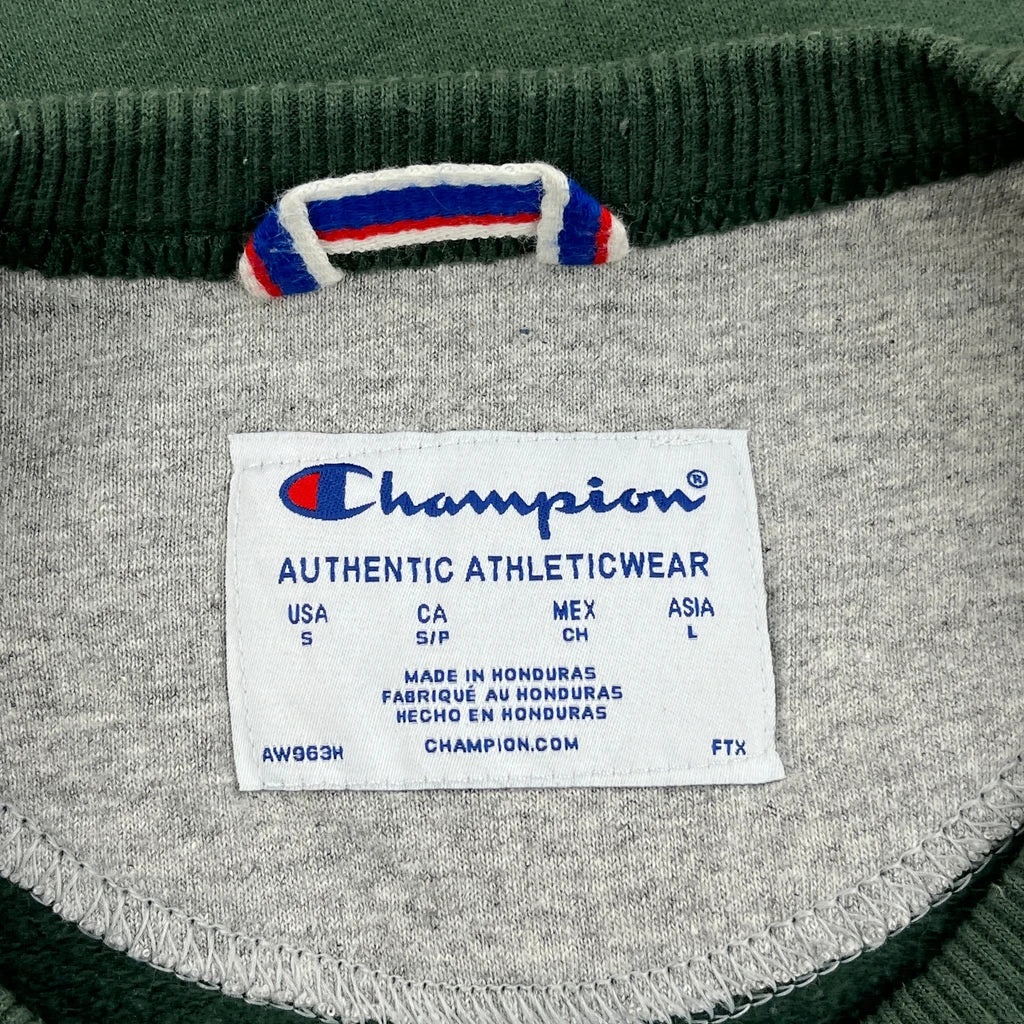 Champion®
AUTHENTIC ATHLETICWEAR
USA CA MEX ASIA
S S/P CH L
MADE IN HONDURAS
FABRIQUÉ AU HONDURAS
HECHO EN HONDURAS
AW963H CHAMPION.COM FTX